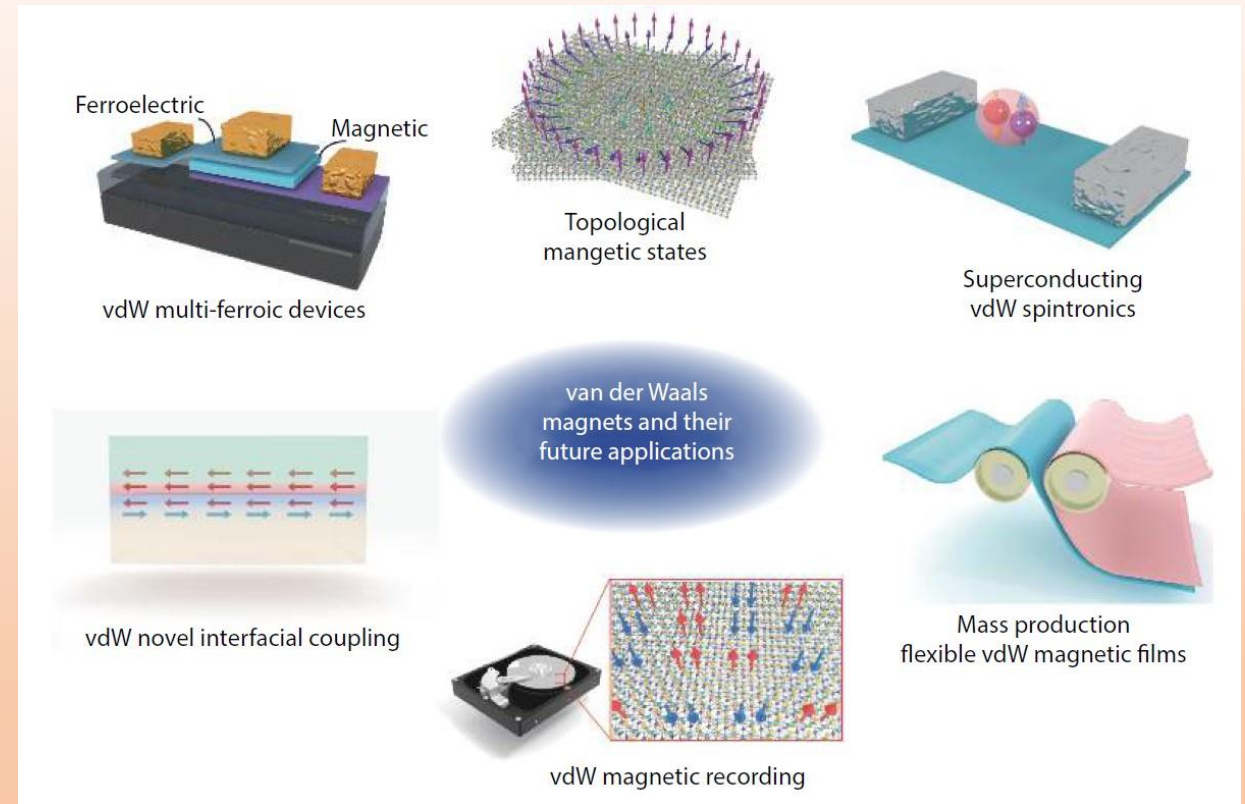 Ferroelectric
Magnetic
vdW multi-ferroic devices
Topological
mangetic states
Superconducting
vdW spintronics
van der Waals
magnets and their
future applications
vdW novel interfacial coupling
Mass production
flexible vdW magnetic films
vdW magnetic recording